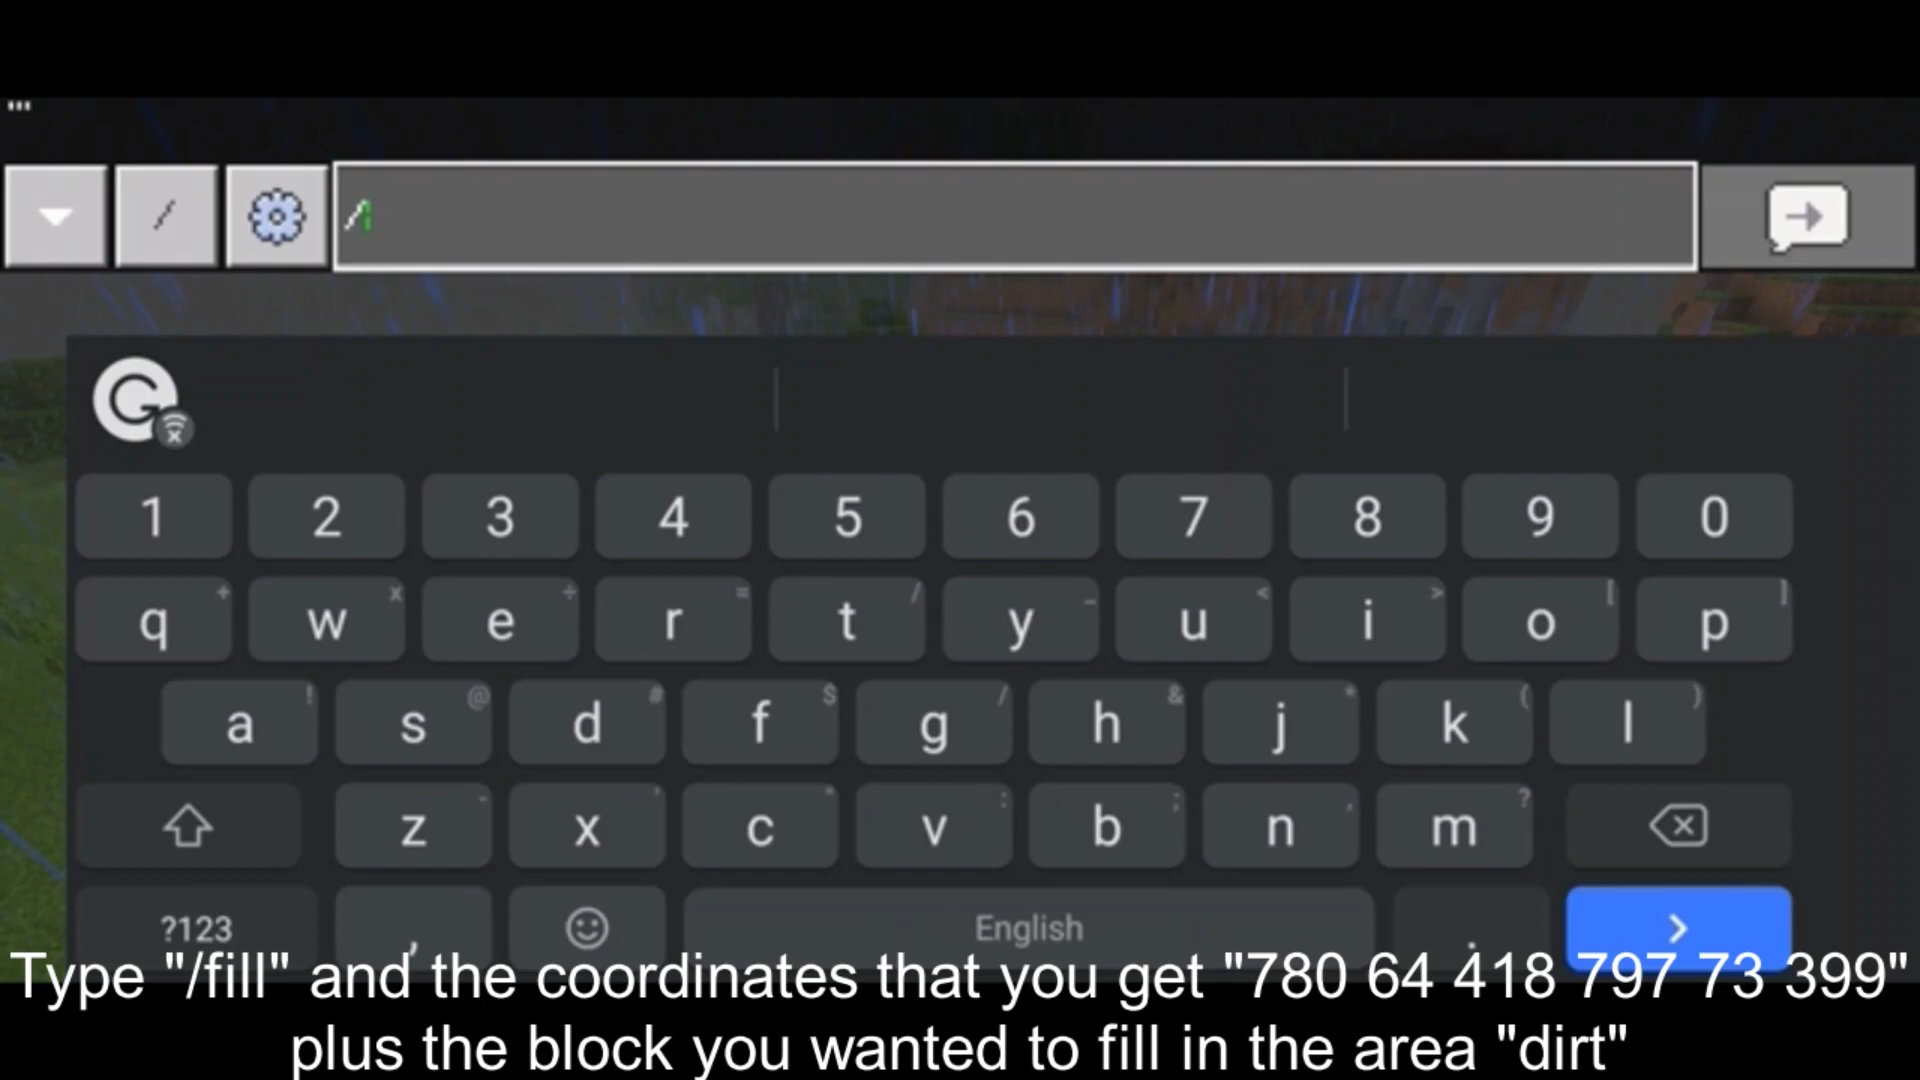 ...
/
/
1 2 3 4 5 6 7 8 9 0
q + w x e ÷ r = t / y _ u < i > o [ p ]
a ! s @ d # f $ g / h & j * k ( l )
z - x ' c " v : b ; n , m ?
?123 , English .
Type "/fill" and the coordinates that you get "780 64 418 797 73 399"
plus the block you wanted to fill in the area "dirt"